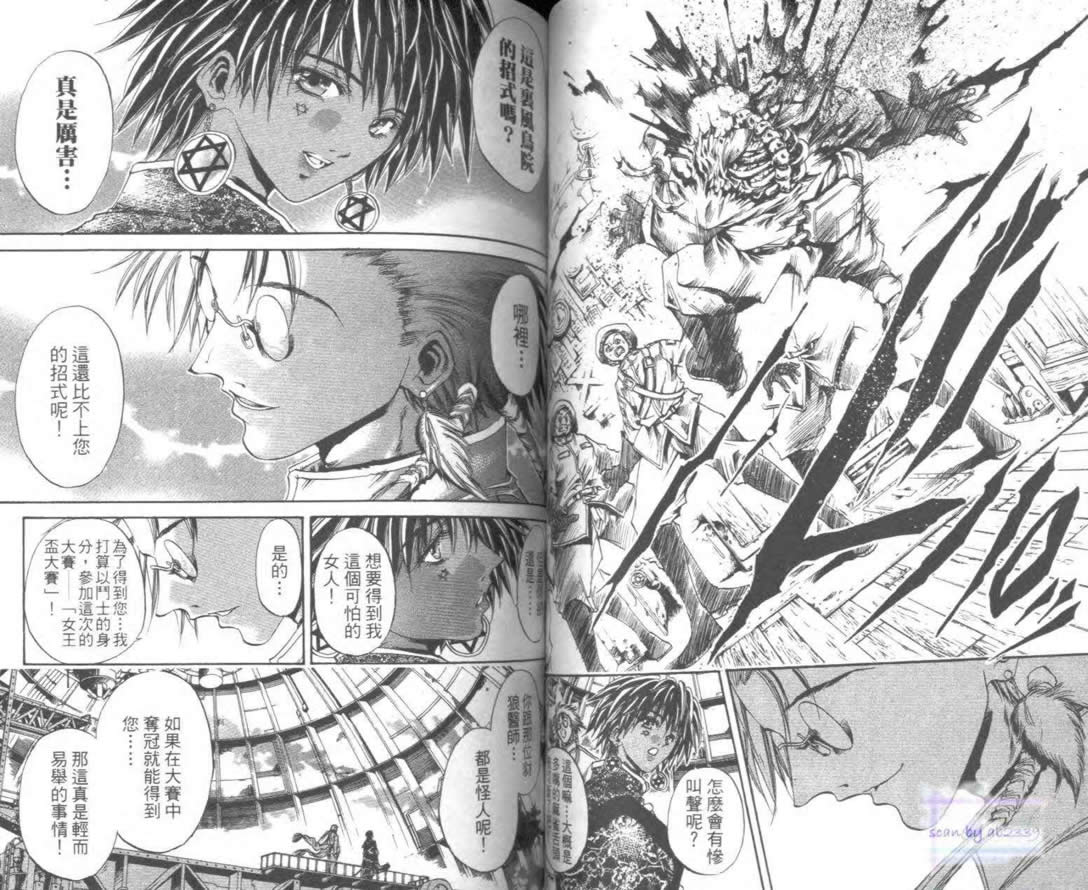 怎麼會有慘
叫聲呢？
這個嘛…大概是
這是裏風鳥院
的招式嗎？
真是厲害…
哪裡…
這還比不上您
的招式呢！
想要得到我
這個可怕的
女人！
是的…
為了得到您…我
打算以鬥士的身
分，參加這次的
大賽——「女王
盃大賽」！
你跟那位豺
狼醫師…
都是怪人呢！
如果在大賽中
奪冠就能得到
您……
那這真是輕而
易舉的事情！
scan by ab2339